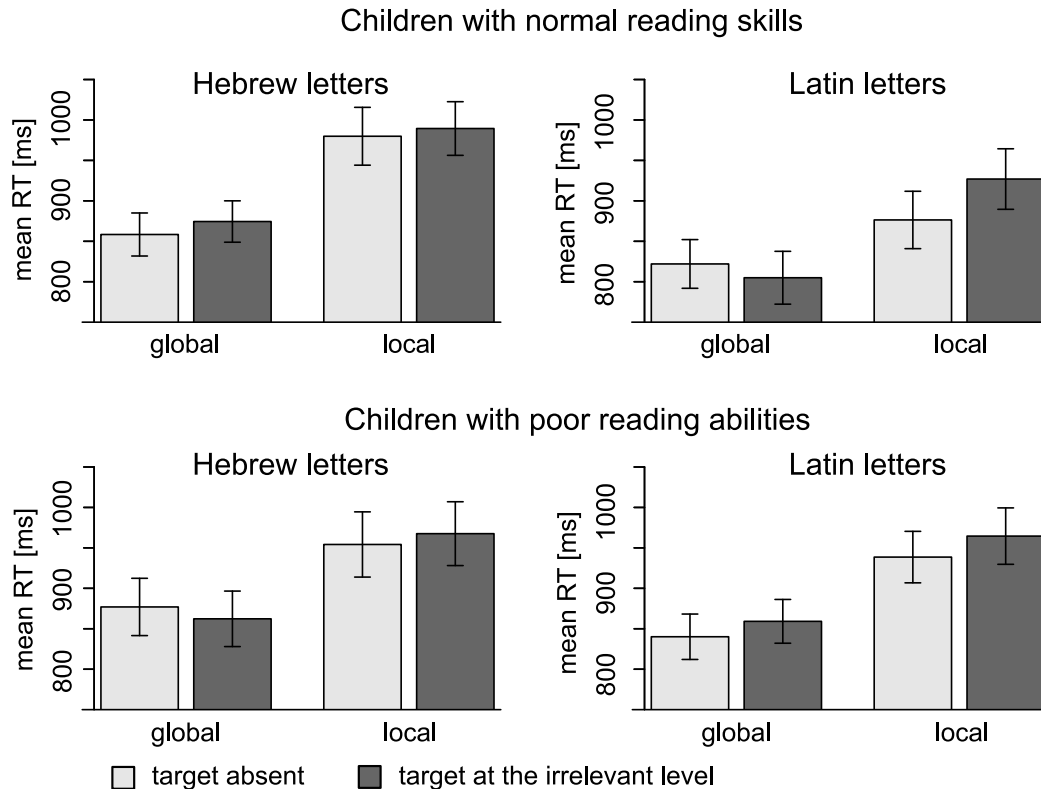 Children with normal reading skills
Hebrew letters
mean RT [ms]
1000
900
800
global local
Latin letters
mean RT [ms]
1000
900
800
global local
Children with poor reading abilities
Hebrew letters
mean RT [ms]
1000
900
800
global local
Latin letters
mean RT [ms]
1000
900
800
global local
target absent target at the irrelevant level